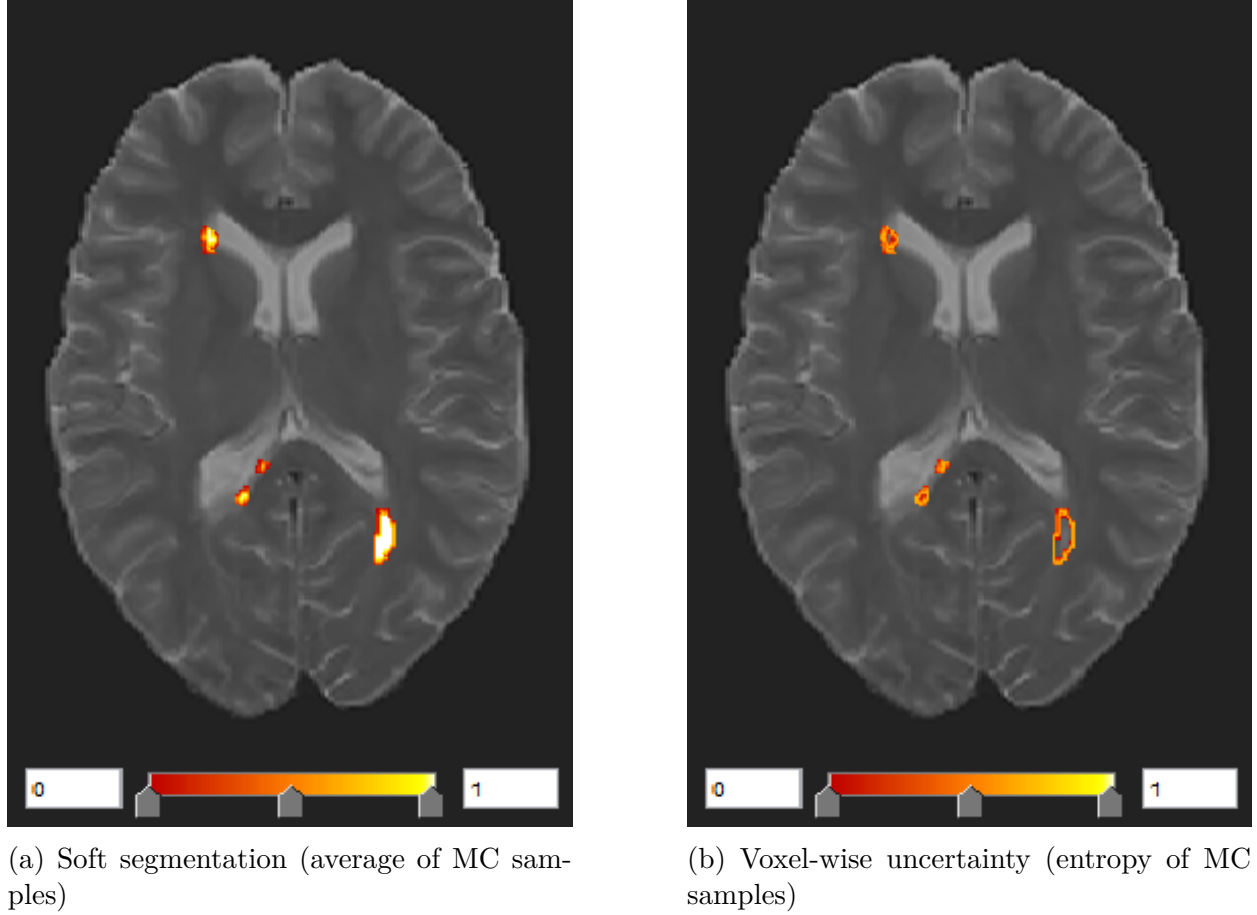 0
1
0
1
(a) Soft segmentation (average of MC sam-
ples)
(b) Voxel-wise uncertainty (entropy of MC
samples)